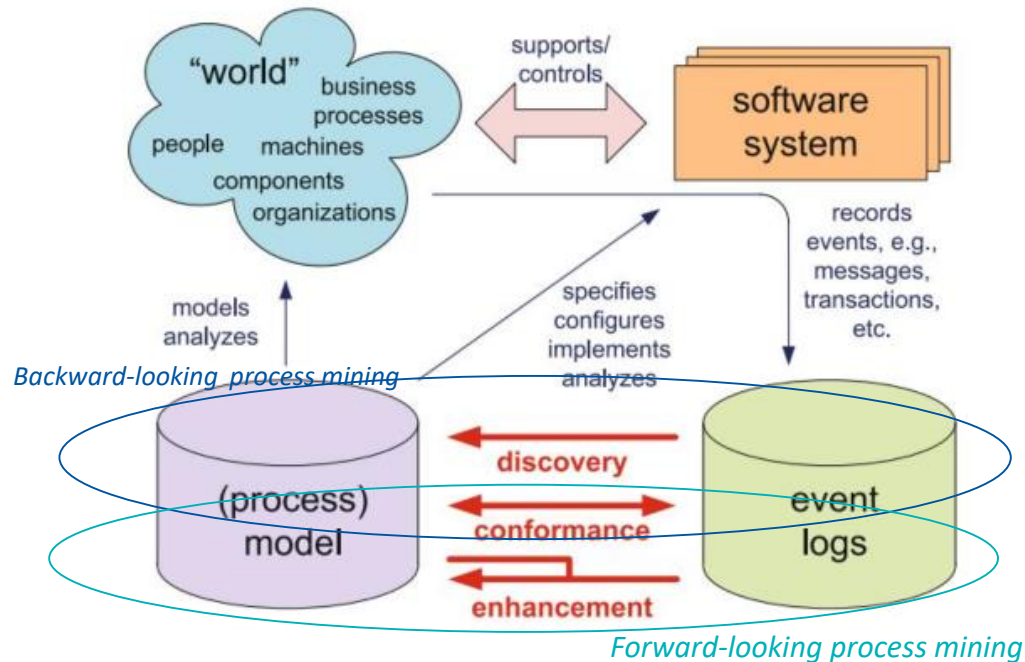 “world”
business
processes
people
machines
components
organizations
supports/
controls
software
system
records
events, e.g.,
messages,
transactions,
etc.
models
analyzes
specifies
configures
implements
analyzes
Backward-looking process mining
(process)
model
discovery
conformance
enhancement
event
logs
Forward-looking process mining